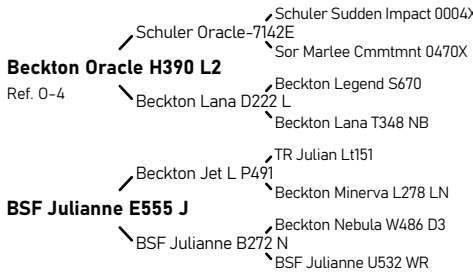 Schuler Sudden Impact 0004X
Schuler Oracle-7142E
Sor Marlee Cmmtmnt 0470X
Beckton Oracle H390 L2
Ref. O-4
Beckton Legend S670
Beckton Lana D222 L
Beckton Lana T348 NB
TR Julian Lt151
Beckton Jet L P491
Beckton Minerva L278 LN
BSF Julianne E555 J
Beckton Nebula W486 D3
BSF Julianne B272 N
BSF Julianne U532 WR